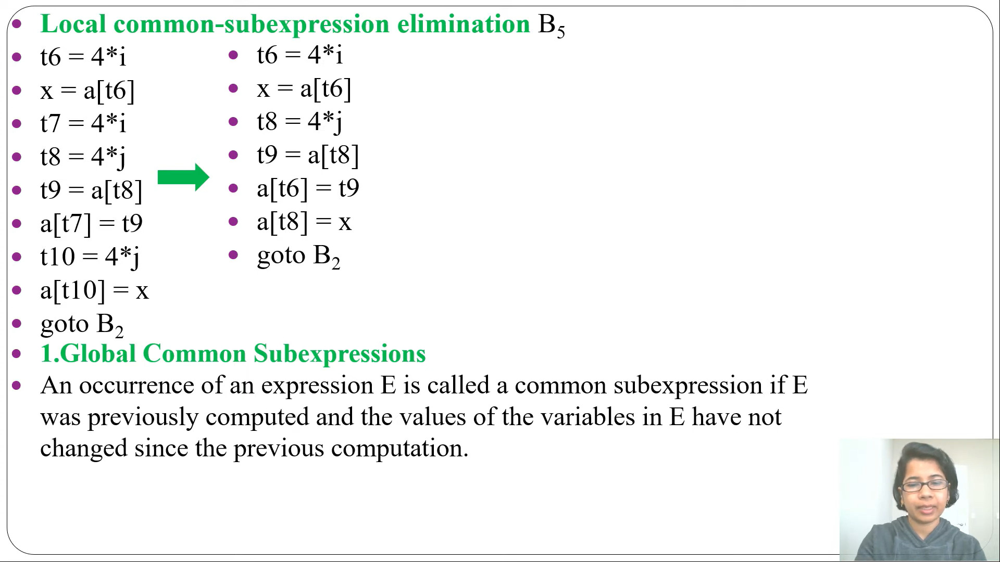 Local common-subexpression elimination B₅
t6 = 4*i
x = a[t6]
t7 = 4*i
t8 = 4*j
t9 = a[t8]
a[t7] = t9
t10 = 4*j
a[t10] = x
goto B₂
t6 = 4*i
x = a[t6]
t8 = 4*j
t9 = a[t8]
a[t6] = t9
a[t8] = x
goto B₂
1.Global Common Subexpressions
An occurrence of an expression E is called a common subexpression if E
was previously computed and the values of the variables in E have not
changed since the previous computation.